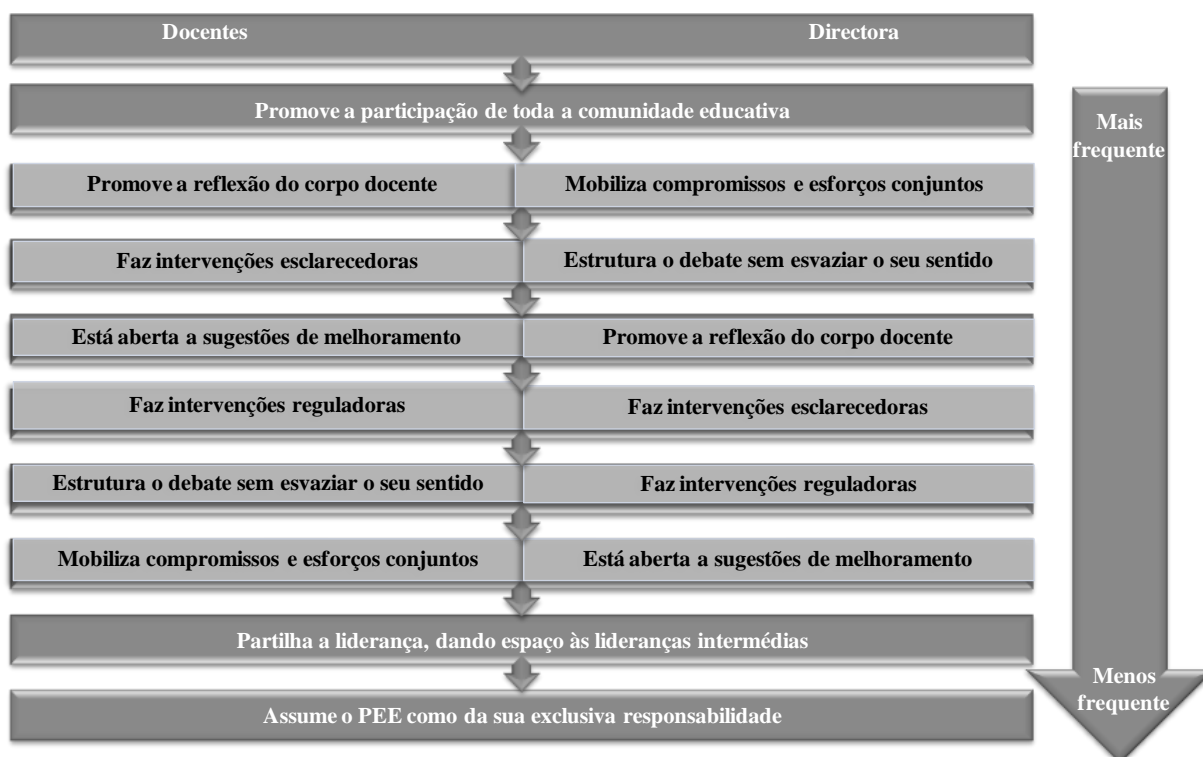 Docentes Directora
Promove a participação de toda a comunidade educativa
Mais
frequente
Promove a reflexão do corpo docente Mobiliza compromissos e esforços conjuntos
Faz intervenções esclarecedoras Estrutura o debate sem esvaziar o seu sentido
Está aberta a sugestões de melhoramento Promove a reflexão do corpo docente
Faz intervenções reguladoras Faz intervenções esclarecedoras
Estrutura o debate sem esvaziar o seu sentido Faz intervenções reguladoras
Mobiliza compromissos e esforços conjuntos Está aberta a sugestões de melhoramento
Partilha a liderança, dando espaço às lideranças intermédias
Assume o PEE como da sua exclusiva responsabilidade
Menos
frequente